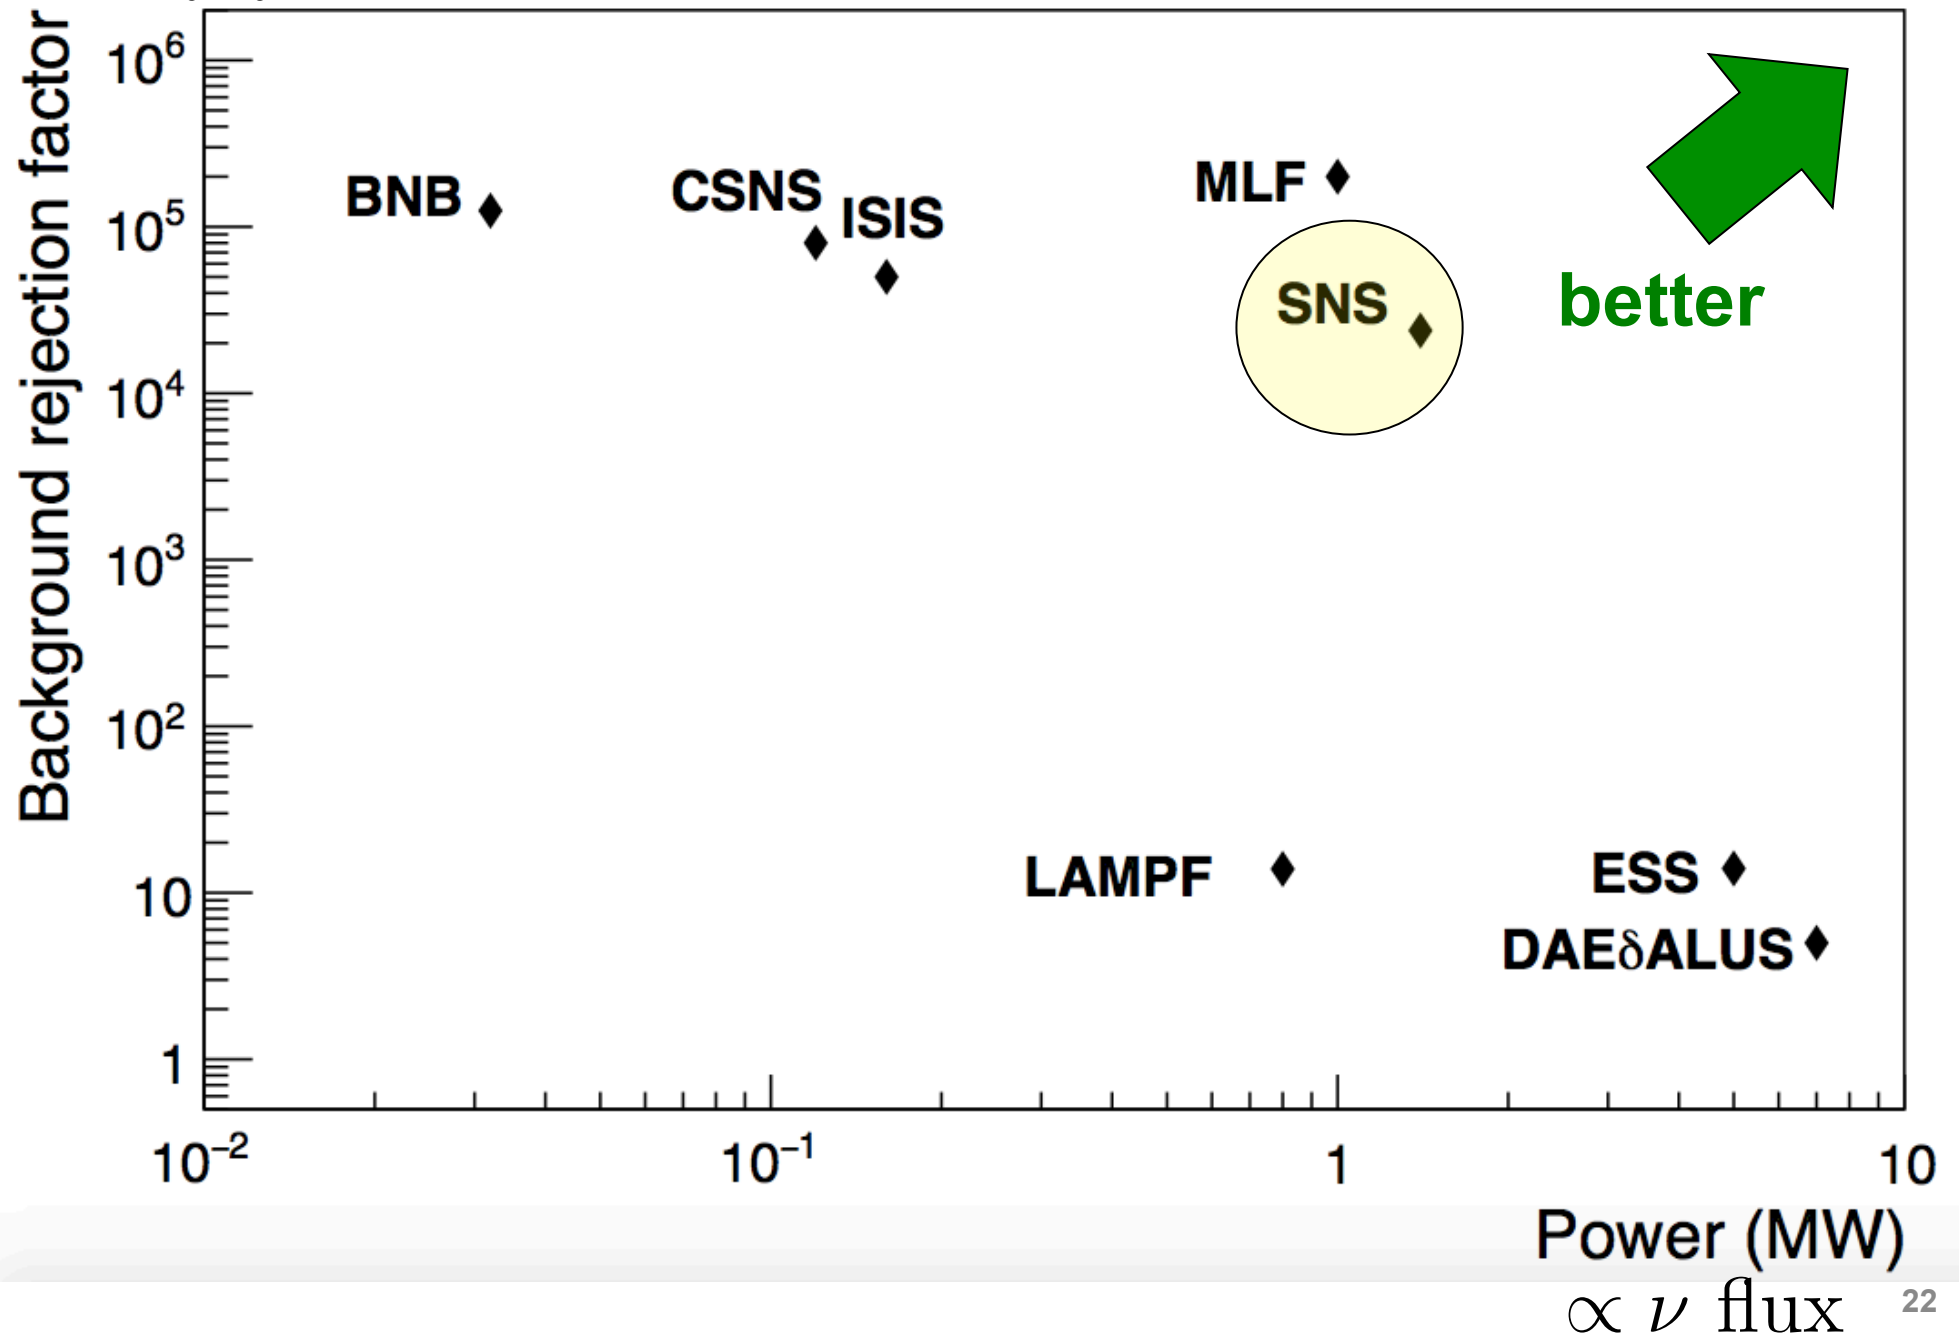 Background rejection factor
10⁶
10⁵
10⁴
10³
10²
10
1
BNB
CSNS
ISIS
MLF
SNS
better
LAMPF
ESS
DAEδALUS
10⁻²
10⁻¹
1
10
Power (MW)
∝ ν flux
22